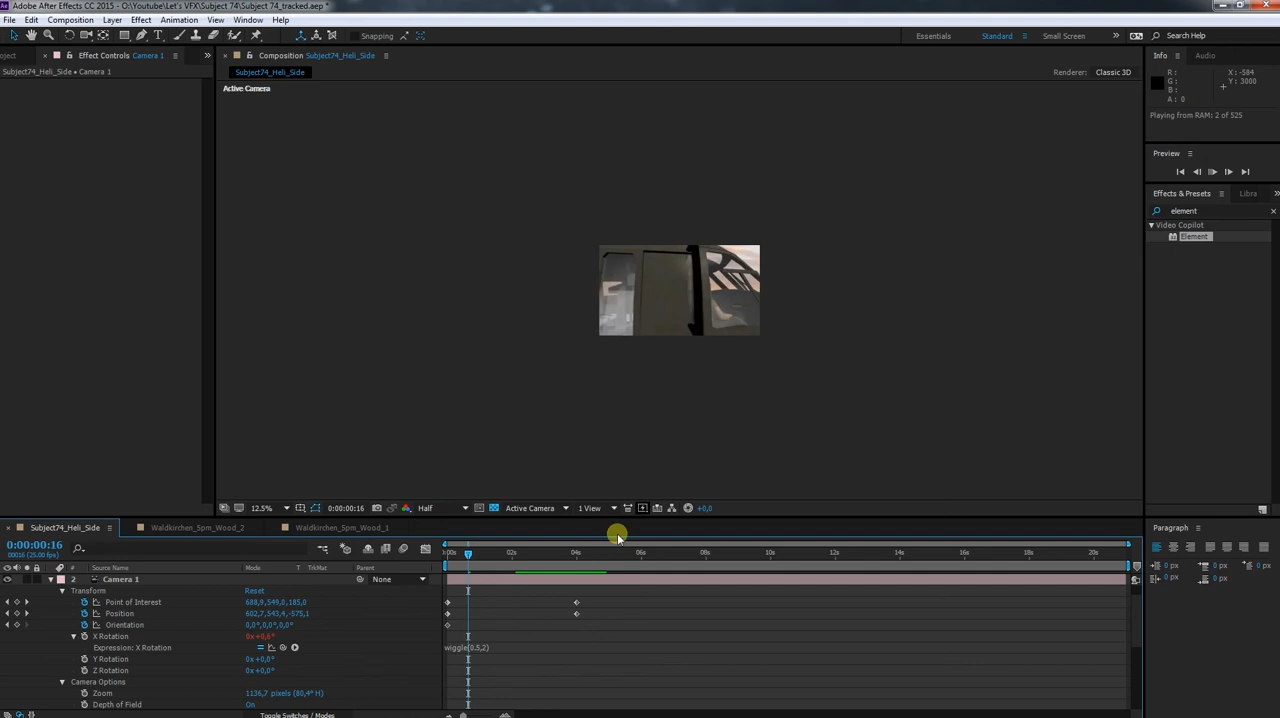 Adobe After Effects CC 2015 - O:\Youtube\Let's VFX\Subject 74\Subject 74_tracked.aep *
File Edit Composition Layer Effect Animation View Window Help
Snapping Essentials Standard Small Screen Search Help
oject Effect Controls Camera 1 Composition Subject74_Heli_Side Info Audio
Subject74_Heli_Side • Camera 1 Subject74_Heli_Side Renderer: Classic 3D
Active Camera
R: G: B: A: 0
X: -584
Y: 3000
Playing from RAM: 2 of 525
Preview
Effects & Presets Libra
element
Video Copilot
Element
12.5% 0:00:00:16 Half Active Camera 1 View +0,0
Subject74_Heli_Side Waldkirchen_5pm_Wood_2 Waldkirchen_5pm_Wood_1 Paragraph
0:00:00:16
00016 (25.00 fps)
:00s 02s 04s 06s 08s 10s 12s 14s 16s 18s 20s
# Source Name Mode T TrkMat Parent
2 Camera 1 None
Transform Reset
Point of Interest 688,9,549,0,185,0
Position 602,7,543,4,-575,1
Orientation 0,0°,0,0°,0,0°
X Rotation 0x+0,6°
Expression: X Rotation wiggle(0.5,2)
Y Rotation 0x+0,0°
Z Rotation 0x+0,0°
Camera Options
Zoom 1136,7 pixels (80,4° H)
Depth of Field On
Toggle Switches / Modes
0 px 0 px 0 px
0 px 0 px